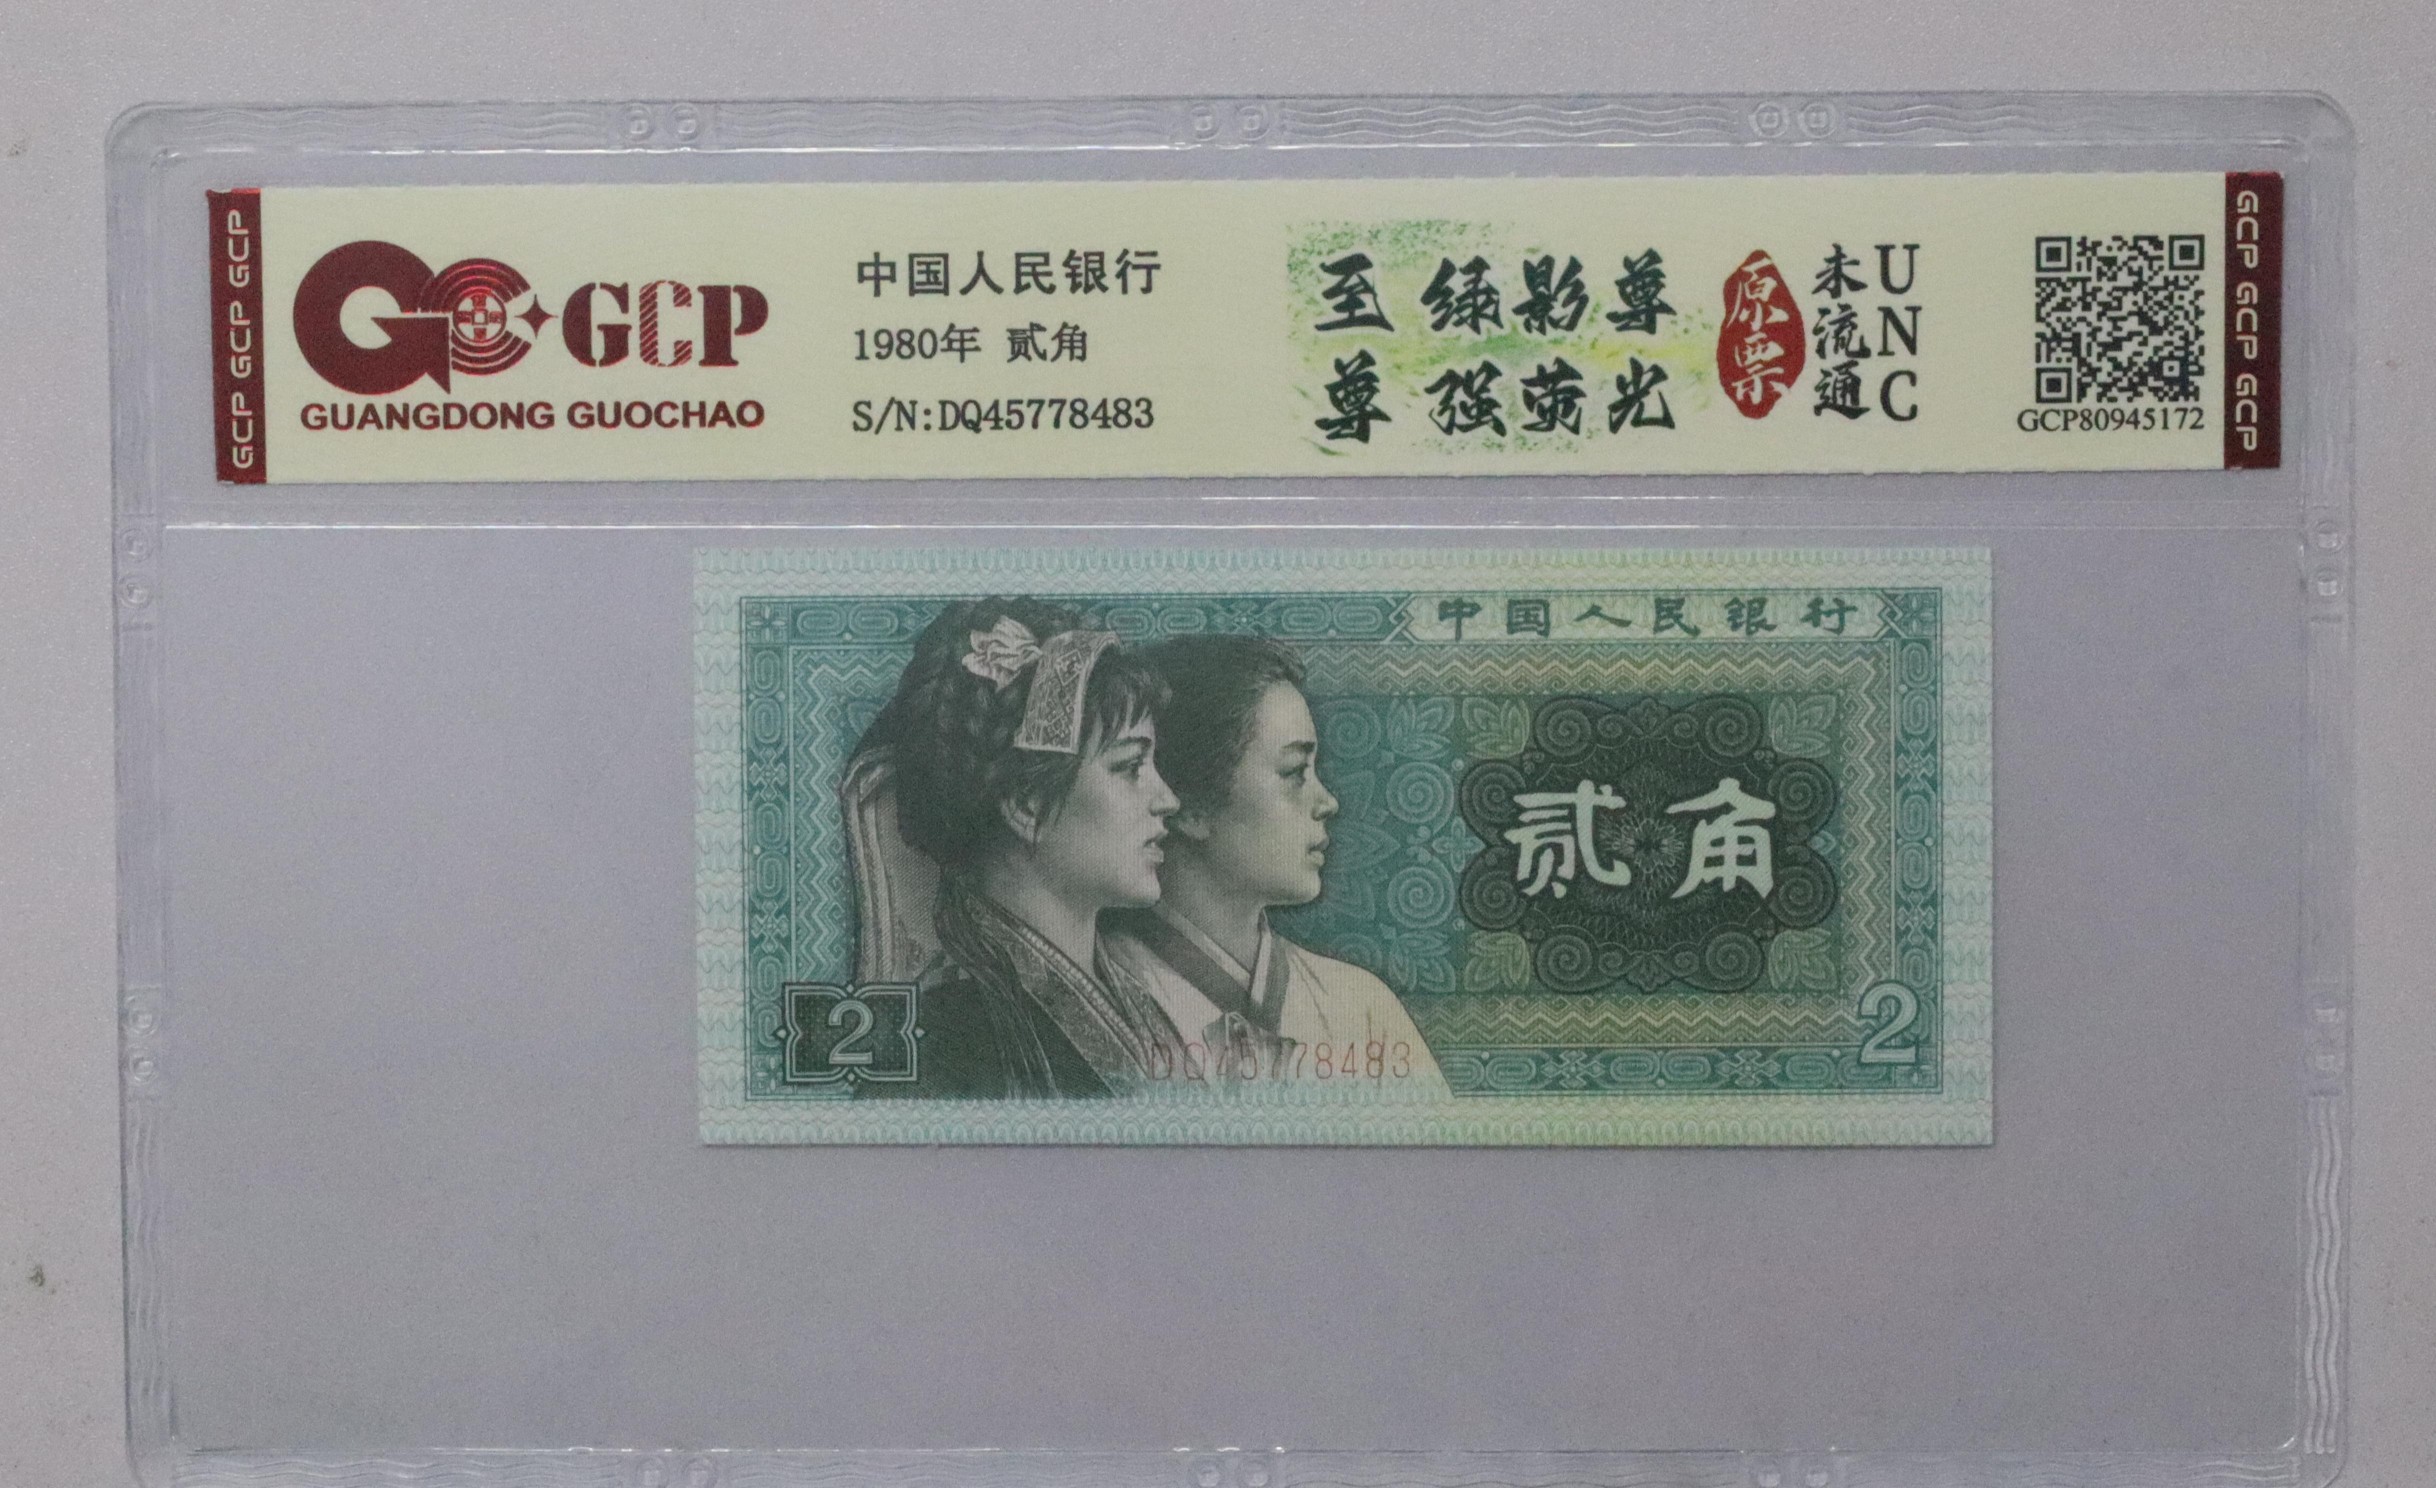 GCP GCP GCP
GCP
GUANGDONG GUOCHAO
中国人民银行
1980年 贰角
S/N:DQ45778483
至尊
绿影尊
强荧光
原票
未流通
UNC
GCP80945172
GCP GCP GCP
中国人民银行
贰角
2
2
DQ45778483